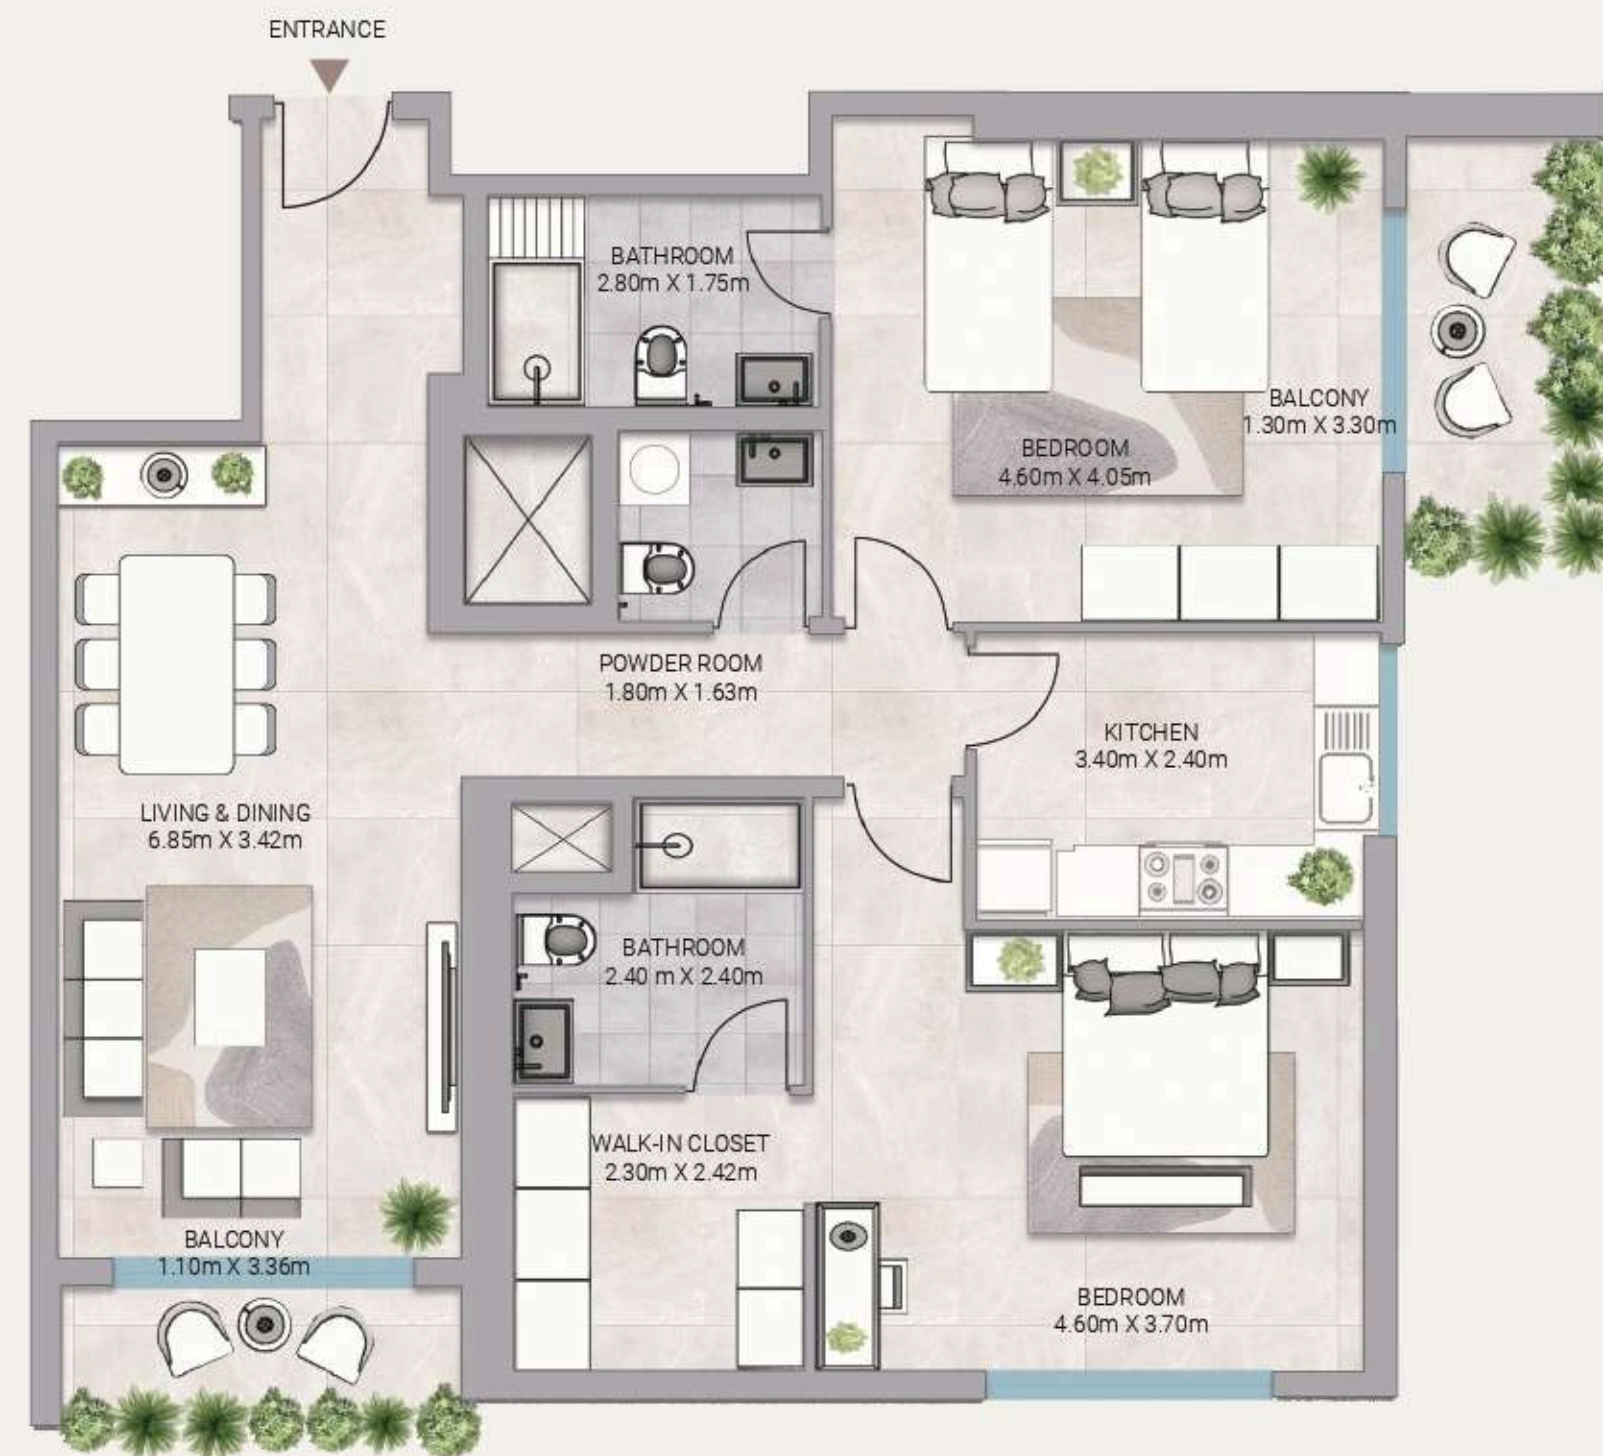 ENTRANCE
BATHROOM
2.80m X 1.75m
BALCONY
1.30m X 3.30m
BEDROOM
4.60m X 4.05m
POWDER ROOM
1.80m X 1.63m
KITCHEN
3.40m X 2.40m
LIVING & DINING
6.85m X 3.42m
BATHROOM
2.40 m X 2.40m
WALK-IN CLOSET
2.30m X 2.42m
BALCONY
1.10m X 3.36m
BEDROOM
4.60m X 3.70m